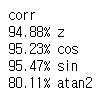 corr
94.88% z
95.23% cos
95.47% sin
80.11% atan2